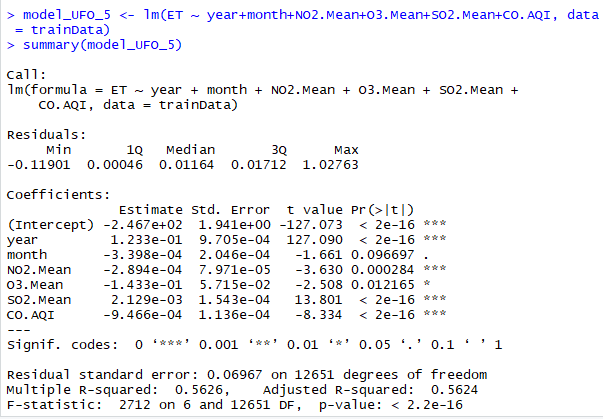 > model_UFO_5 <- lm(ET ~ year+month+NO2.Mean+O3.Mean+SO2.Mean+CO.AQI, data
 = trainData)
> summary(model_UFO_5)

Call:
lm(formula = ET ~ year + month + NO2.Mean + O3.Mean + SO2.Mean +
    CO.AQI, data = trainData)

Residuals:
     Min       1Q   Median       3Q      Max
-0.11901  0.00046  0.01164  0.01712  1.02763

Coefficients:
              Estimate Std. Error  t value Pr(>|t|)
(Intercept) -2.467e+02  1.941e+00 -127.073  < 2e-16 ***
year         1.233e-01  9.705e-04  127.090  < 2e-16 ***
month       -3.398e-04  2.046e-04   -1.661 0.096697 .
NO2.Mean    -2.894e-04  7.971e-05   -3.630 0.000284 ***
O3.Mean     -1.433e-01  5.715e-02   -2.508 0.012165 *
SO2.Mean     2.129e-03  1.543e-04   13.801  < 2e-16 ***
CO.AQI      -9.466e-04  1.136e-04   -8.334  < 2e-16 ***
---
Signif. codes:  0 ‘***’ 0.001 ‘**’ 0.01 ‘*’ 0.05 ‘.’ 0.1 ‘ ’ 1

Residual standard error: 0.06967 on 12651 degrees of freedom
Multiple R-squared:  0.5626,	Adjusted R-squared:  0.5624
F-statistic:  2712 on 6 and 12651 DF,  p-value: < 2.2e-16